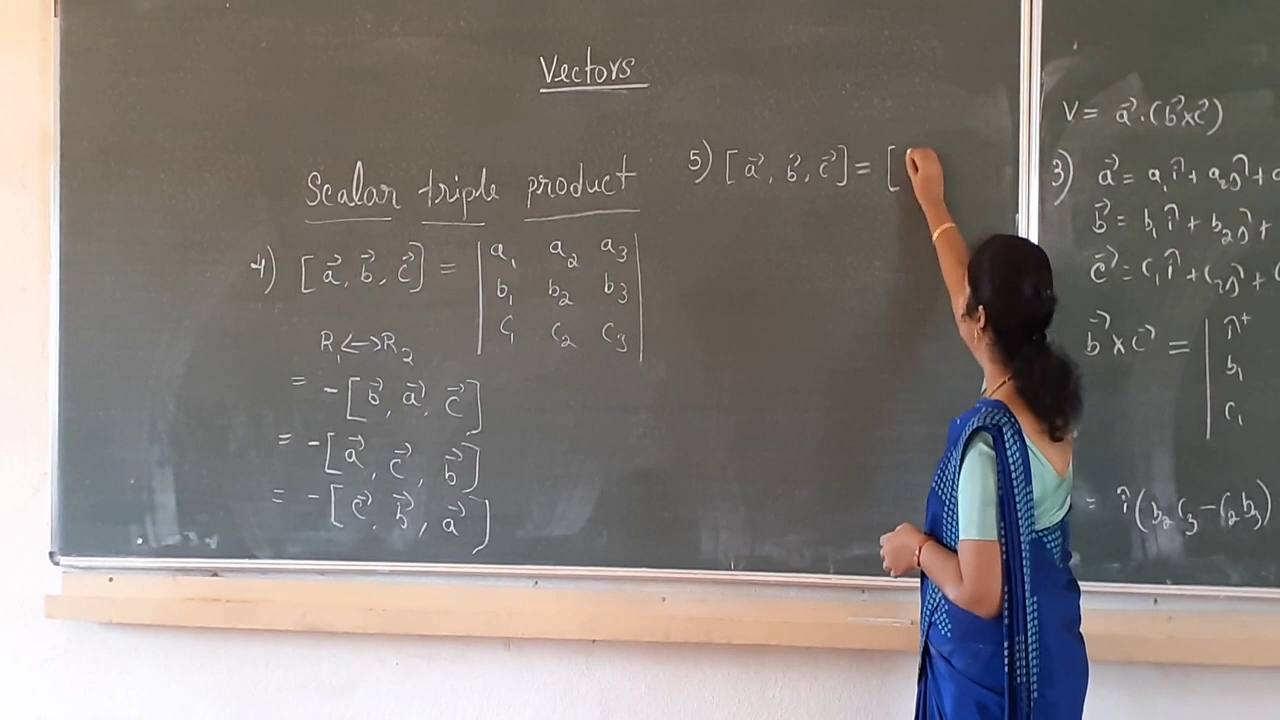 Vectors
Scalar triple product
4) [a⃗, b⃗, c⃗] = | a₁ a₂ a₃ |
| b₁ b₂ b₃ |
| c₁ c₂ c₃ |
R₁ ↔ R₂
= -[b⃗, a⃗, c⃗]
= -[a⃗, c⃗, b⃗]
= -[c⃗, b⃗, a⃗]
5) [a⃗, b⃗, c⃗] = [
V = a⃗·(b⃗×c⃗)
3) a⃗ = a₁î + a₂ĵ +
b⃗ = b₁î + b₂ĵ +
c⃗ = c₁î + c₂ĵ +
b⃗×c⃗ = | î
b₁
c₁
= î(b₂c₃ - c₂b₃)